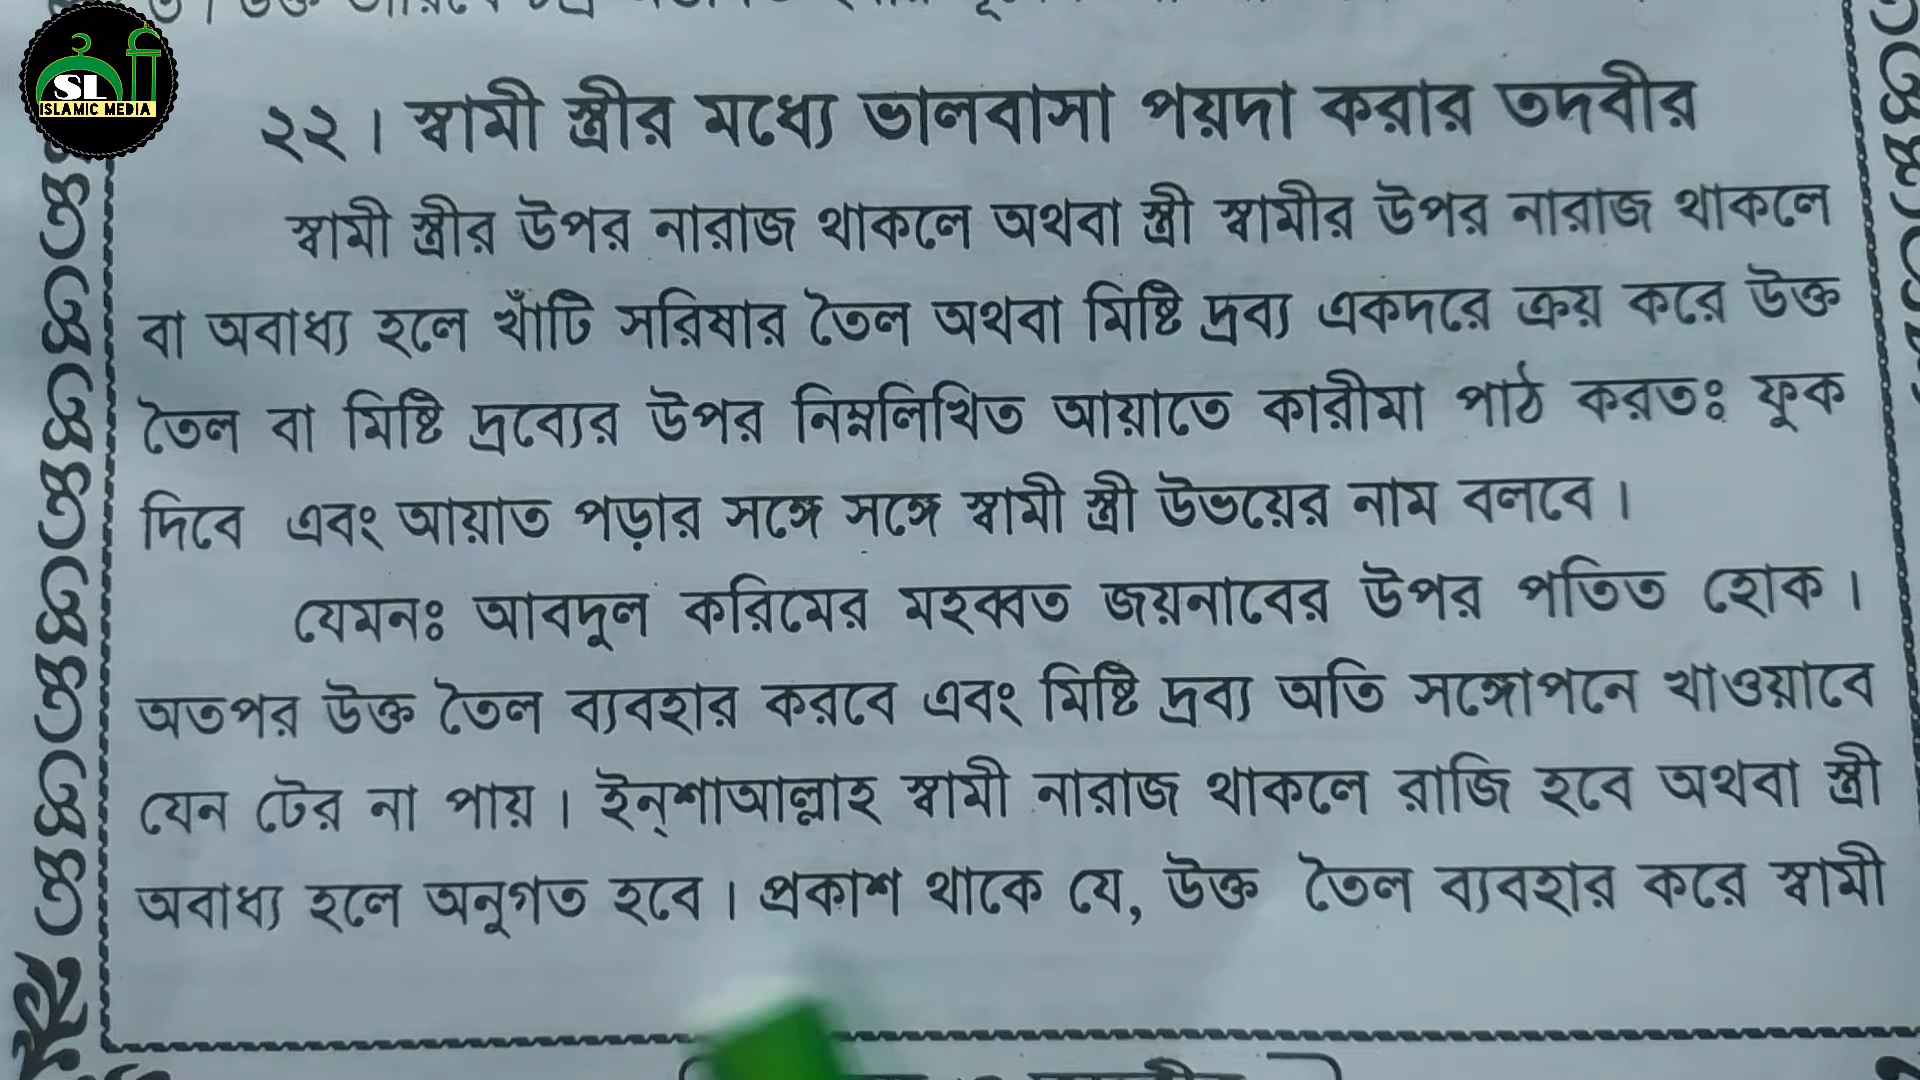 SL
ISLAMIC MEDIA
২২। স্বামী স্ত্রীর মধ্যে ভালবাসা পয়দা করার তদবীর
স্বামী স্ত্রীর উপর নারাজ থাকলে অথবা স্ত্রী স্বামীর উপর নারাজ থাকলে
বা অবাধ্য হলে খাঁটি সরিষার তৈল অথবা মিষ্টি দ্রব্য একদরে ক্রয় করে উক্ত
তৈল বা মিষ্টি দ্রব্যের উপর নিম্নলিখিত আয়াতে কারীমা পাঠ করতঃ ফুক
দিবে এবং আয়াত পড়ার সঙ্গে সঙ্গে স্বামী স্ত্রী উভয়ের নাম বলবে।
যেমনঃ আবদুল করিমের মহব্বত জয়নাবের উপর পতিত হোক।
অতপর উক্ত তৈল ব্যবহার করবে এবং মিষ্টি দ্রব্য অতি সঙ্গোপনে খাওয়াবে
যেন টের না পায়। ইন্শাআল্লাহ স্বামী নারাজ থাকলে রাজি হবে অথবা স্ত্রী
অবাধ্য হলে অনুগত হবে। প্রকাশ থাকে যে, উক্ত তৈল ব্যবহার করে স্বামী